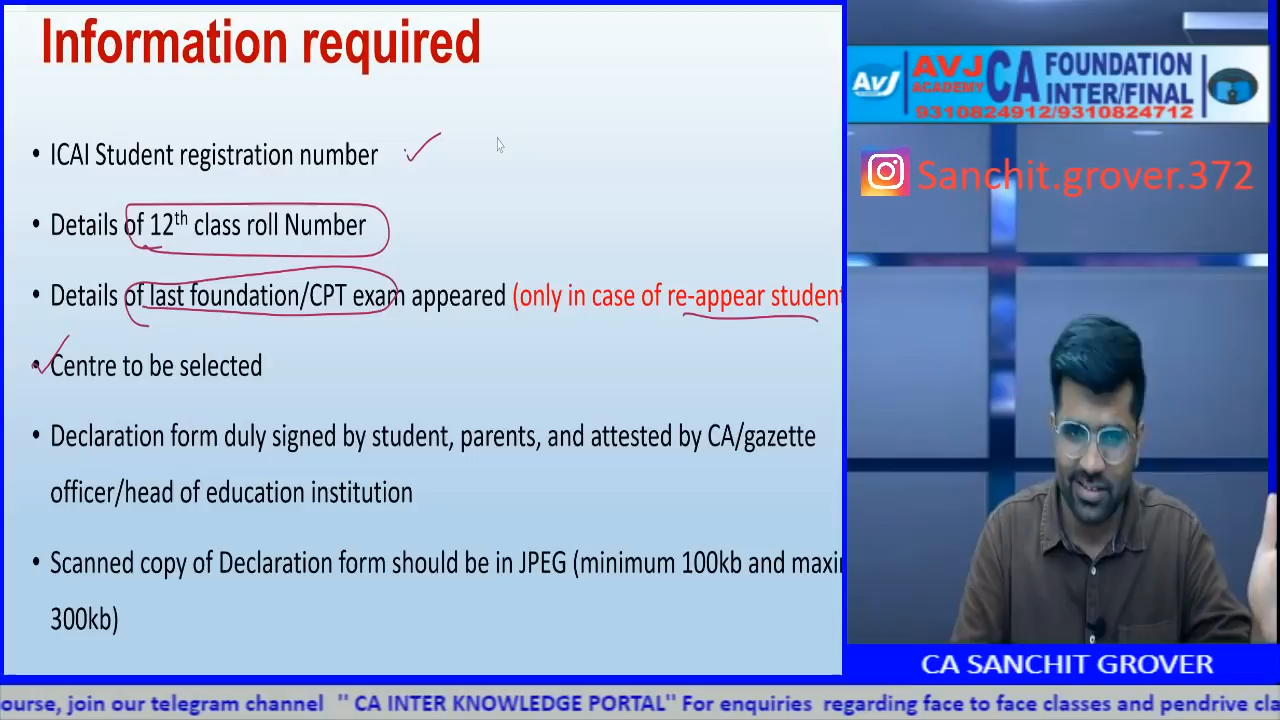 Information required
• ICAI Student registration number
• Details of 12th class roll Number
• Details of last foundation/CPT exam appeared (only in case of re-appear student
• Centre to be selected
• Declaration form duly signed by student, parents, and attested by CA/gazette
officer/head of education institution
• Scanned copy of Declaration form should be in JPEG (minimum 100kb and maxi
300kb)
AVJ
AVJ
ACADEMY
CA
FOUNDATION
INTER/FINAL
9310824912/9310824712
Sanchit.grover.372
CA SANCHIT GROVER
ourse, join our telegram channel " CA INTER KNOWLEDGE PORTAL" For enquiries regarding face to face classes and pendrive cla